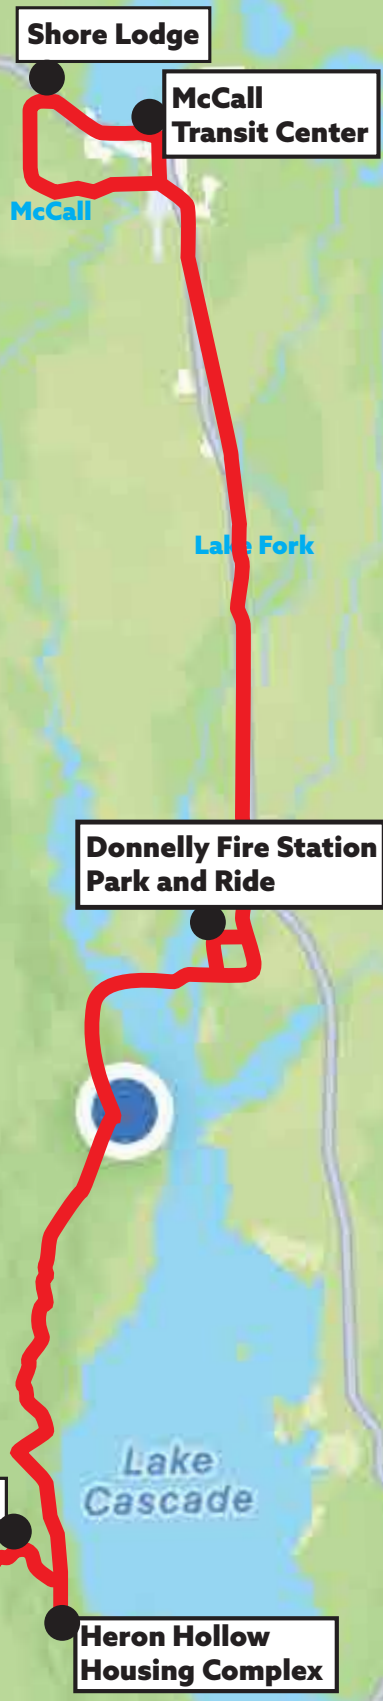 Shore Lodge
McCall
Transit Center
McCall
Lake Fork
Donnelly Fire Station
Park and Ride
Lake
Cascade
Heron Hollow
Housing Complex